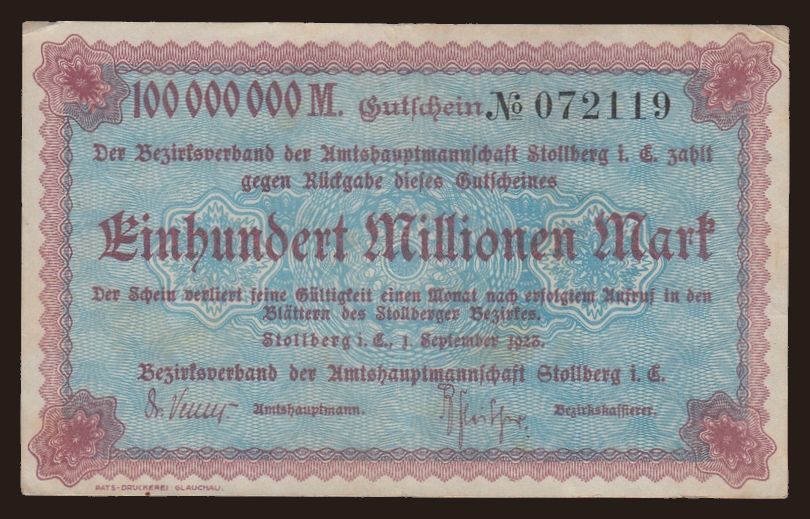 100 000 000 M. Gutschein № 072119
Der Bezirksverband der Amtshauptmannschaft Stollberg i. E. zahlt
gegen Rückgabe dieses Gutscheines
Einhundert Millionen Mark
Der Schein verliert seine Gültigkeit einen Monat nach erfolgtem Aufruf in den
Blättern des Stollberger Bezirkes.
Stollberg i. E., 1. September 1923.
Bezirksverband der Amtshauptmannschaft Stollberg i. E.
Amtshauptmann. Bezirkskassierer.
RATS-DRUCKEREI GLAUCHAU.